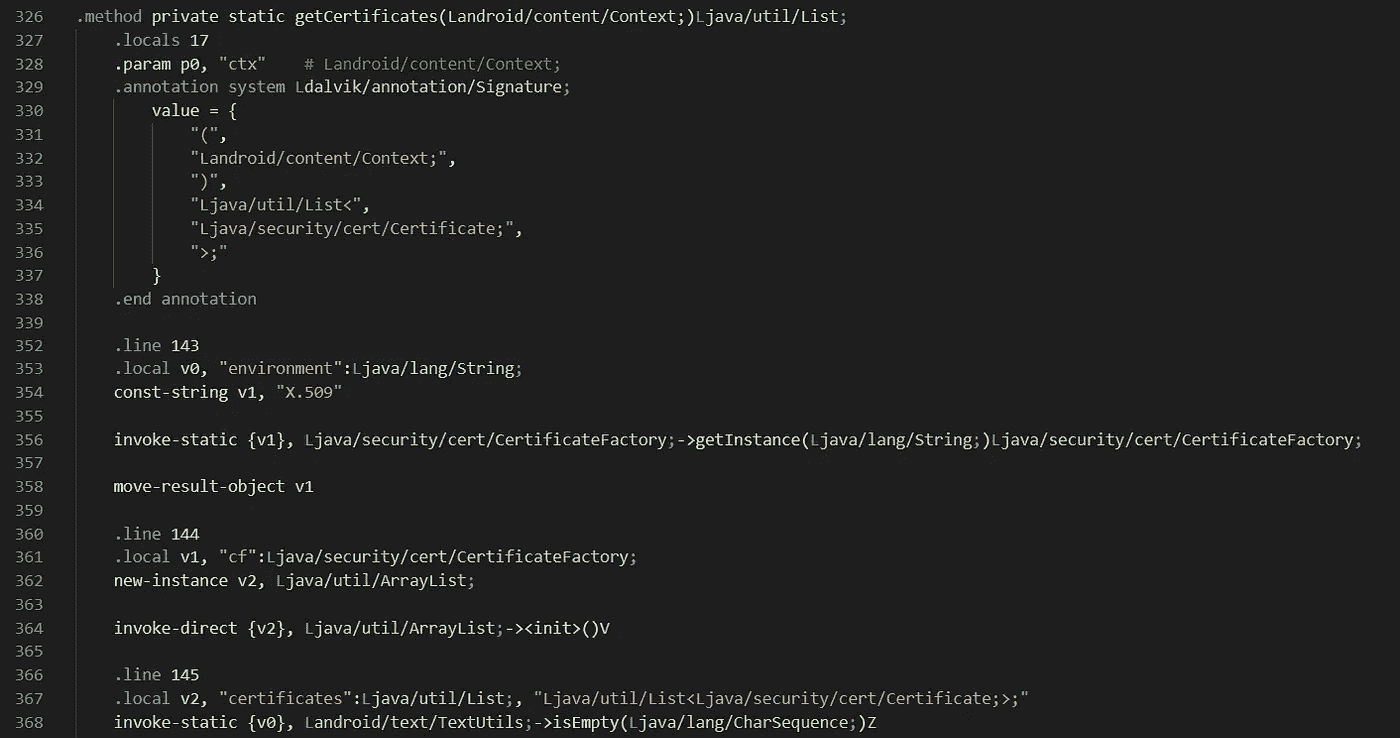 326 .method private static getCertificates(Landroid/content/Context;)Ljava/util/List;
327 .locals 17
328 .param p0, "ctx" # Landroid/content/Context;
329 .annotation system Ldalvik/annotation/Signature;
330 value = {
331 "(",
332 "Landroid/content/Context;",
333 ")",
334 "Ljava/util/List<",
335 "Ljava/security/cert/Certificate;",
336 ">;"
337 }
338 .end annotation
339
352 .line 143
353 .local v0, "environment":Ljava/lang/String;
354 const-string v1, "X.509"
355
356 invoke-static {v1}, Ljava/security/cert/CertificateFactory;->getInstance(Ljava/lang/String;)Ljava/security/cert/CertificateFactory;
357
358 move-result-object v1
359
360 .line 144
361 .local v1, "cf":Ljava/security/cert/CertificateFactory;
362 new-instance v2, Ljava/util/ArrayList;
363
364 invoke-direct {v2}, Ljava/util/ArrayList;-><init>()V
365
366 .line 145
367 .local v2, "certificates":Ljava/util/List;, "Ljava/util/List<Ljava/security/cert/Certificate;>;"
368 invoke-static {v0}, Landroid/text/TextUtils;->isEmpty(Ljava/lang/CharSequence;)Z